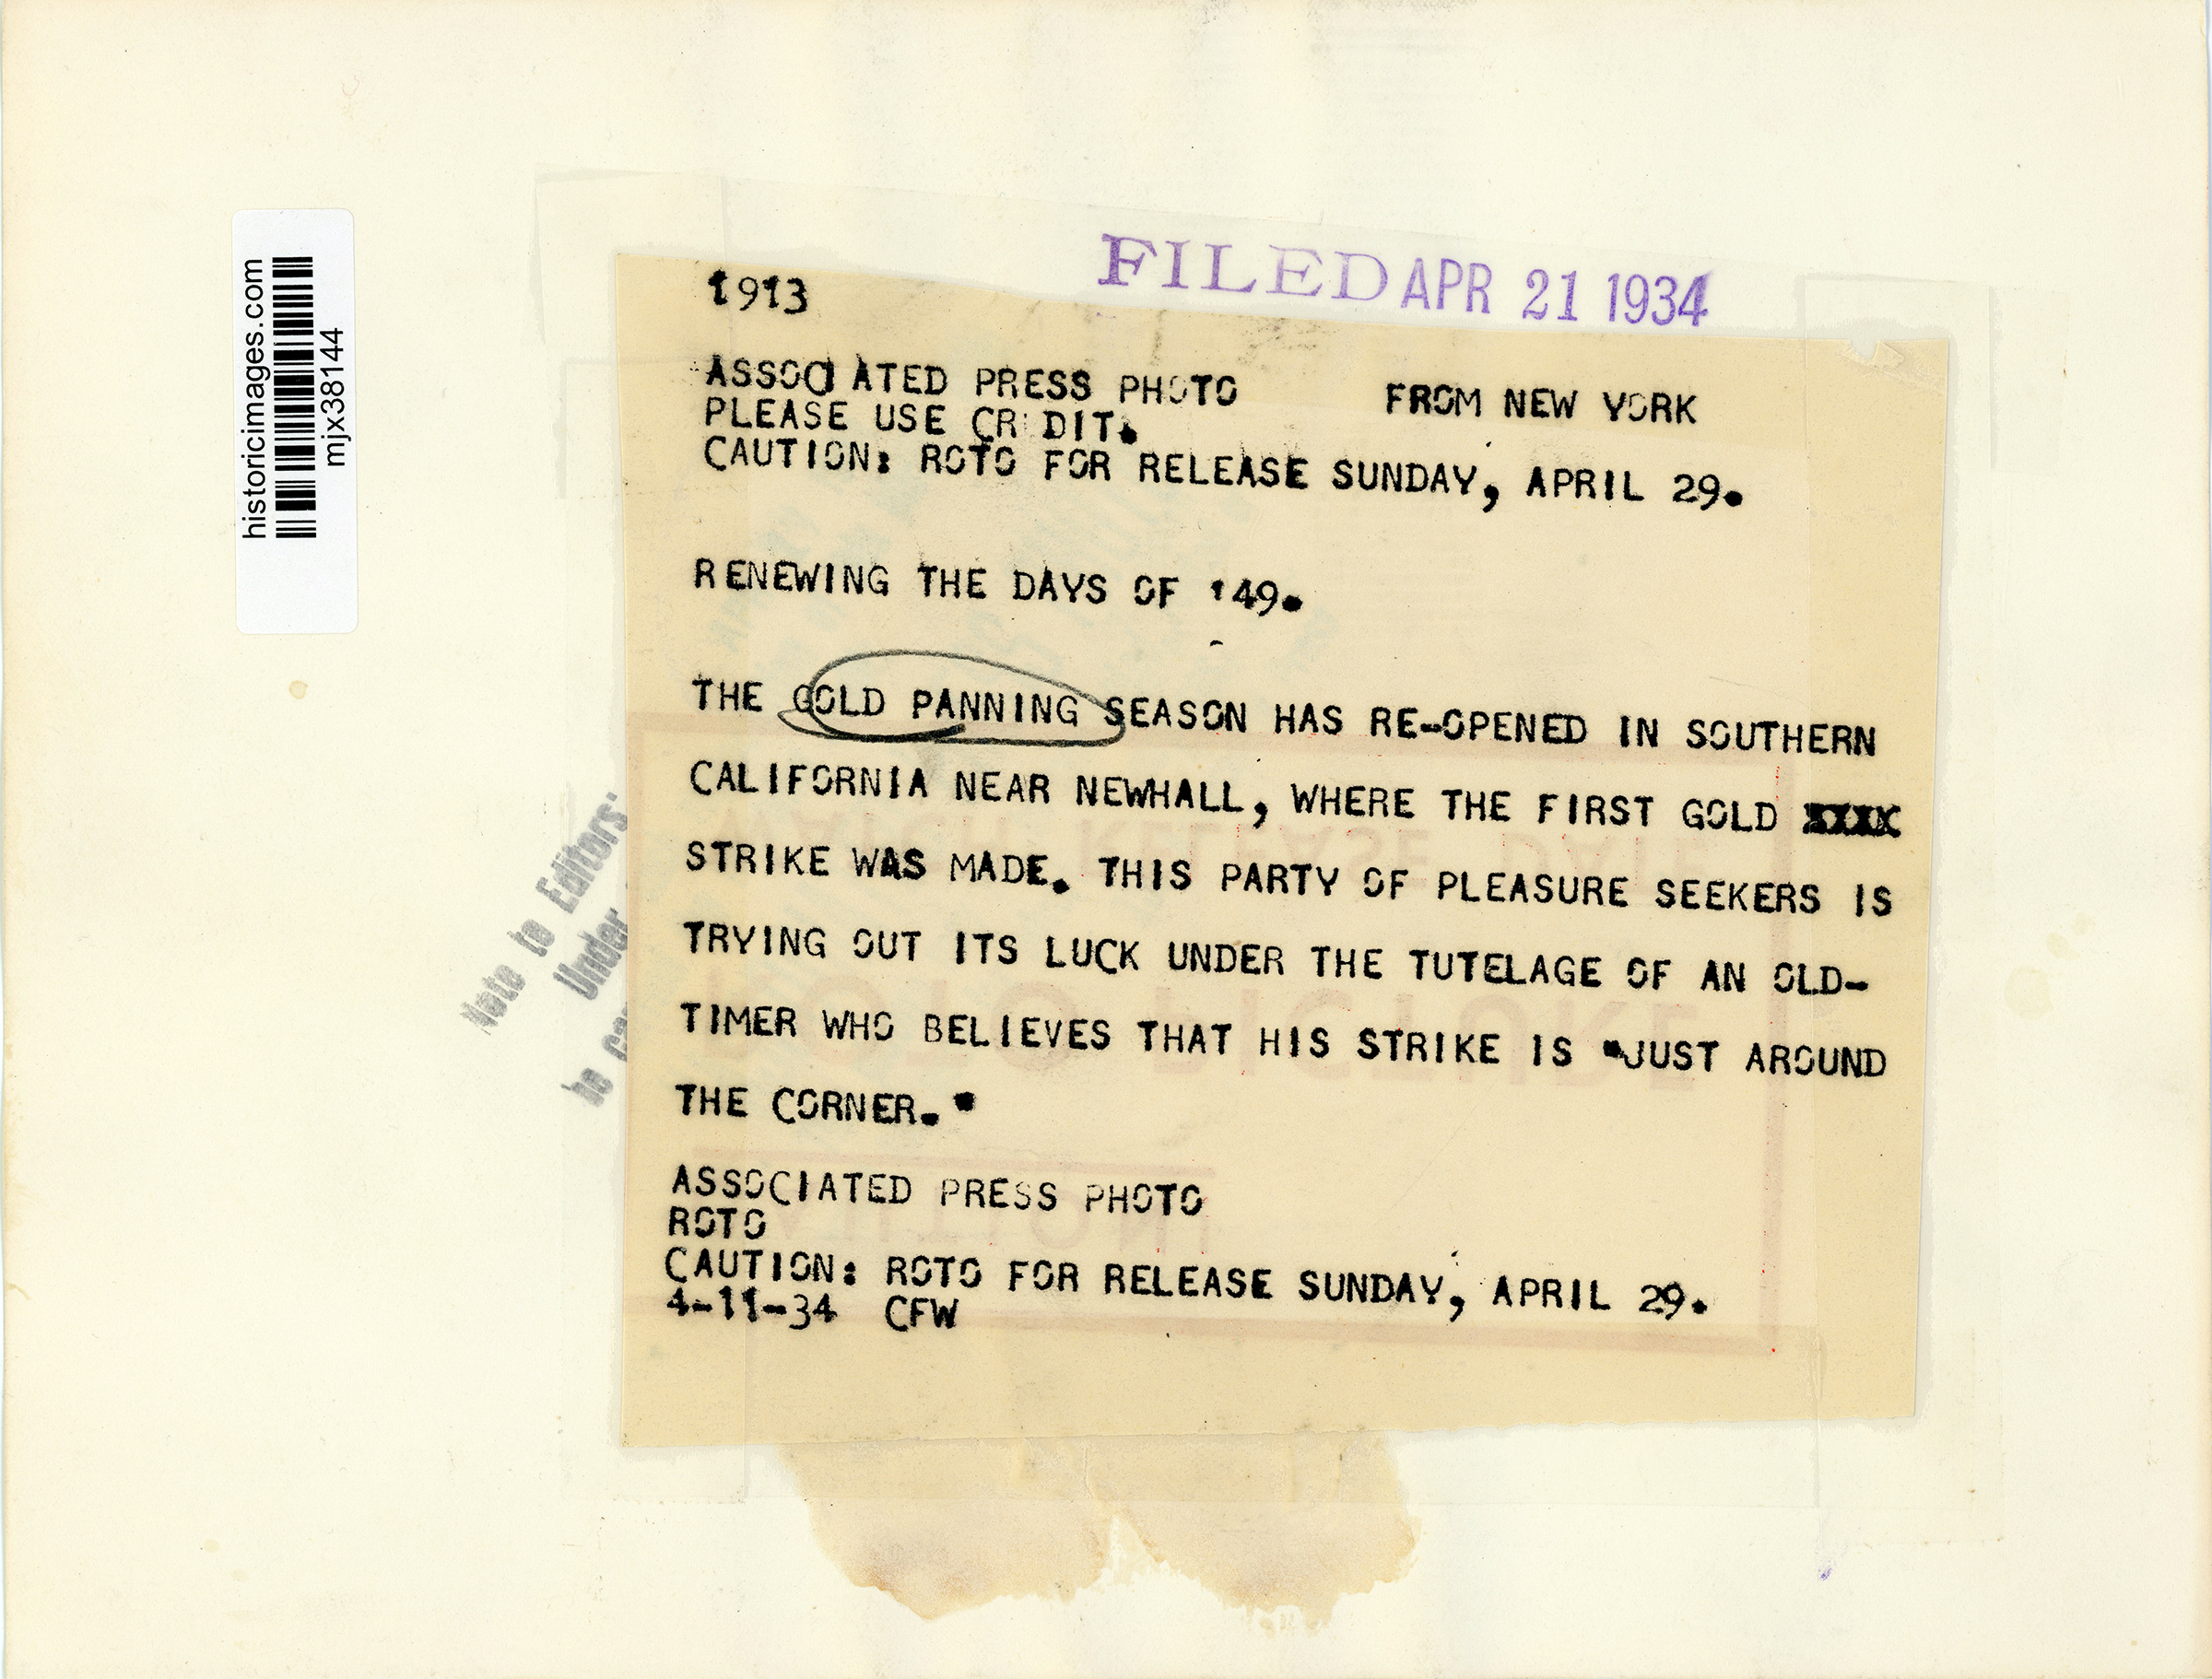 FILED APR 21 1934
historicimages.com
mjx38144
1913
ASSOCIATED PRESS PHOTO FROM NEW YORK
PLEASE USE CR DIT.
CAUTION: ROTO FOR RELEASE SUNDAY, APRIL 29.
RENEWING THE DAYS OF '49.
THE GOLD PANNING SEASON HAS RE-OPENED IN SOUTHERN
CALIFORNIA NEAR NEWHALL, WHERE THE FIRST GOLD XXXX
STRIKE WAS MADE. THIS PARTY OF PLEASURE SEEKERS IS
TRYING OUT ITS LUCK UNDER THE TUTELAGE OF AN OLD-
TIMER WHO BELIEVES THAT HIS STRIKE IS "JUST AROUND
THE CORNER."
ASSOCIATED PRESS PHOTO
ROTO
CAUTION: ROTO FOR RELEASE SUNDAY, APRIL 29.
4-11-34 CFW
Note to Editors:
Under
be